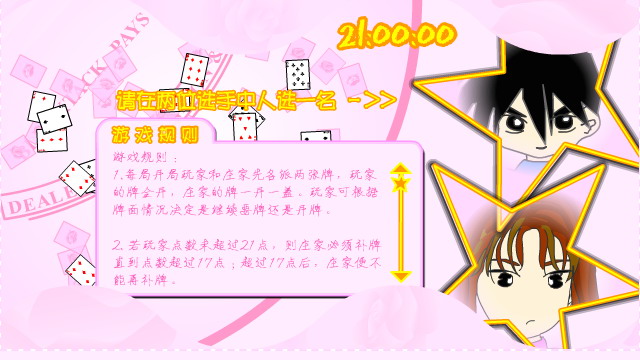 21:00:00
JACK PAYS
请在两位选手中人选一名 ->>
游戏规则
游戏规则：
1.每局开局玩家和庄家先各派两张牌，玩家
的牌全开，庄家的牌一开一盖。玩家可根据
牌面情况决定是继续要牌还是开牌。
2.若玩家点数未超过21点，则庄家必须补牌
直到点数超过17点；超过17点后，庄家便不
能再补牌。
DEALE